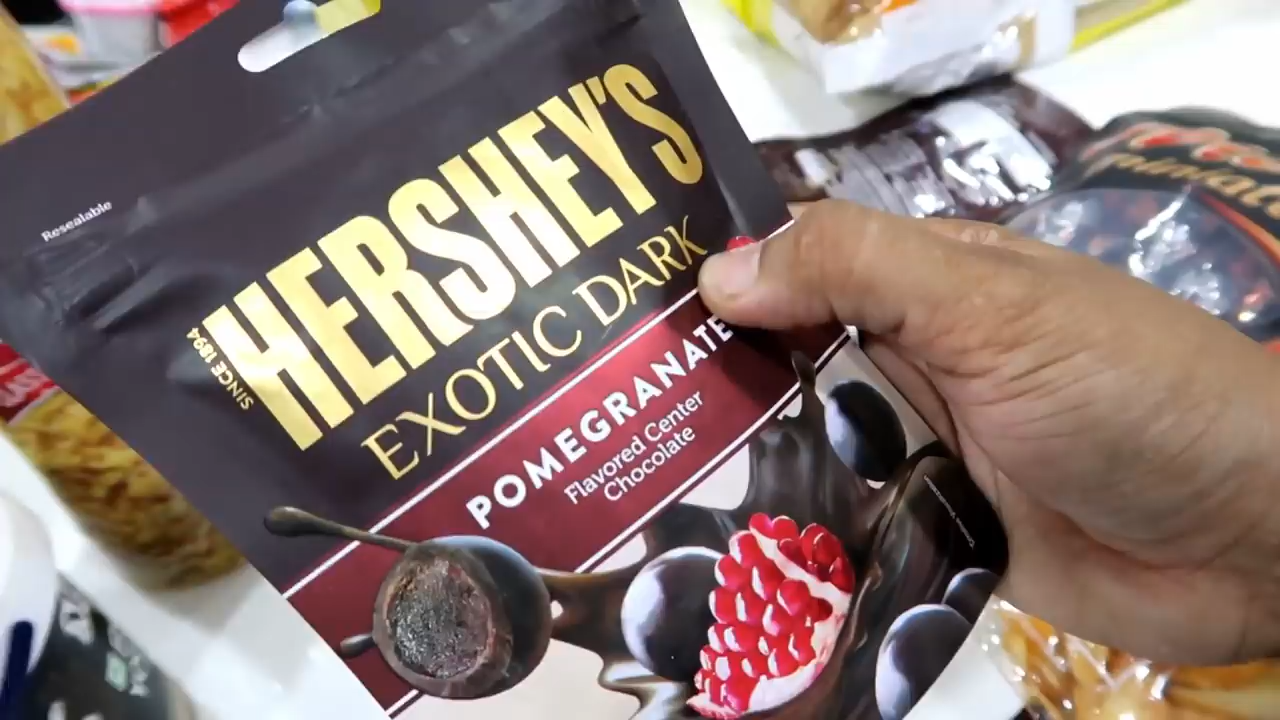 Resealable
HERSHEY'S
SINCE 1894
EXOTIC DARK
POMEGRANATE
Flavored Center
Chocolate